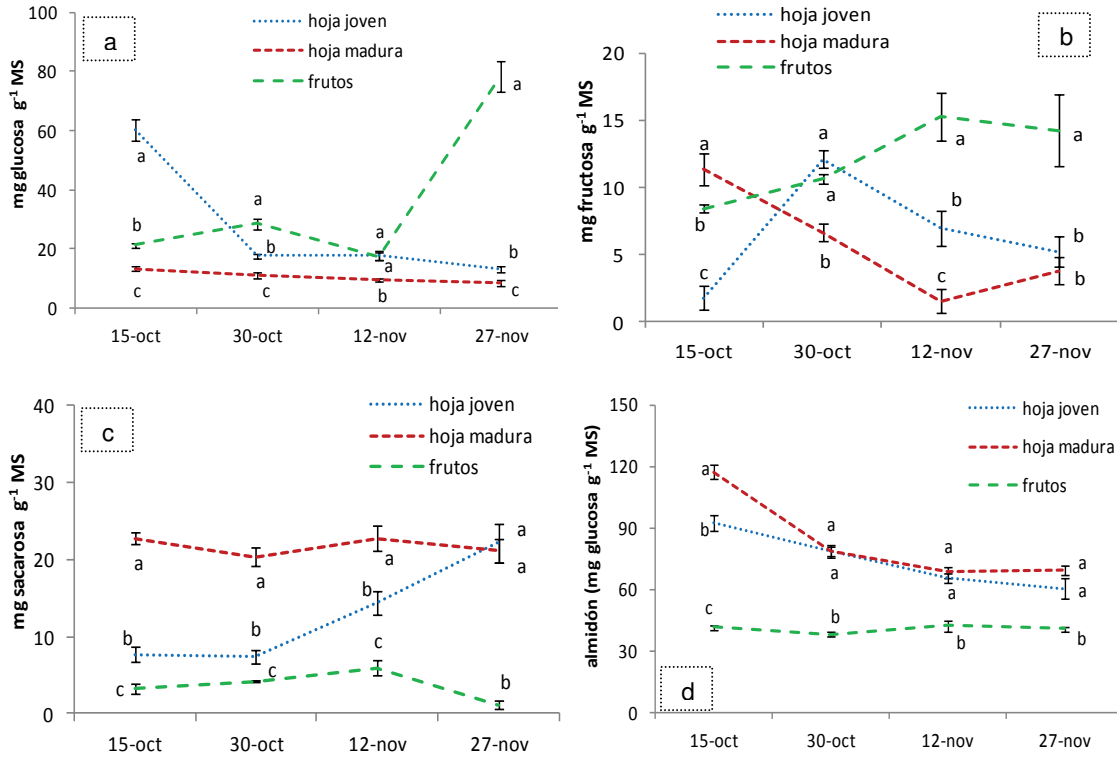 a
hoja joven
hoja madura
frutos
mgglucosa g-1 MS
100
80
60
40
20
0
a
b
c
a
b
c
a
a
b
a
b
c
15-oct
30-oct
12-nov
27-nov
b
hoja joven
hoja madura
frutos
mg fructosa g-1 MS
20
15
10
5
0
a
b
c
a
a
b
a
b
c
a
b
b
15-oct
30-oct
12-nov
27-nov
c
hoja joven
hoja madura
frutos
mg sacarosa g-1 MS
40
30
20
10
0
a
b
c
a
b
c
a
b
c
a
a
b
15-oct
30-oct
12-nov
27-nov
d
hoja joven
hoja madura
frutos
almidón (mg glucosa g-1 MS)
150
120
90
60
30
0
a
b
c
a
a
b
a
a
b
a
a
b
15-oct
30-oct
12-nov
27-nov